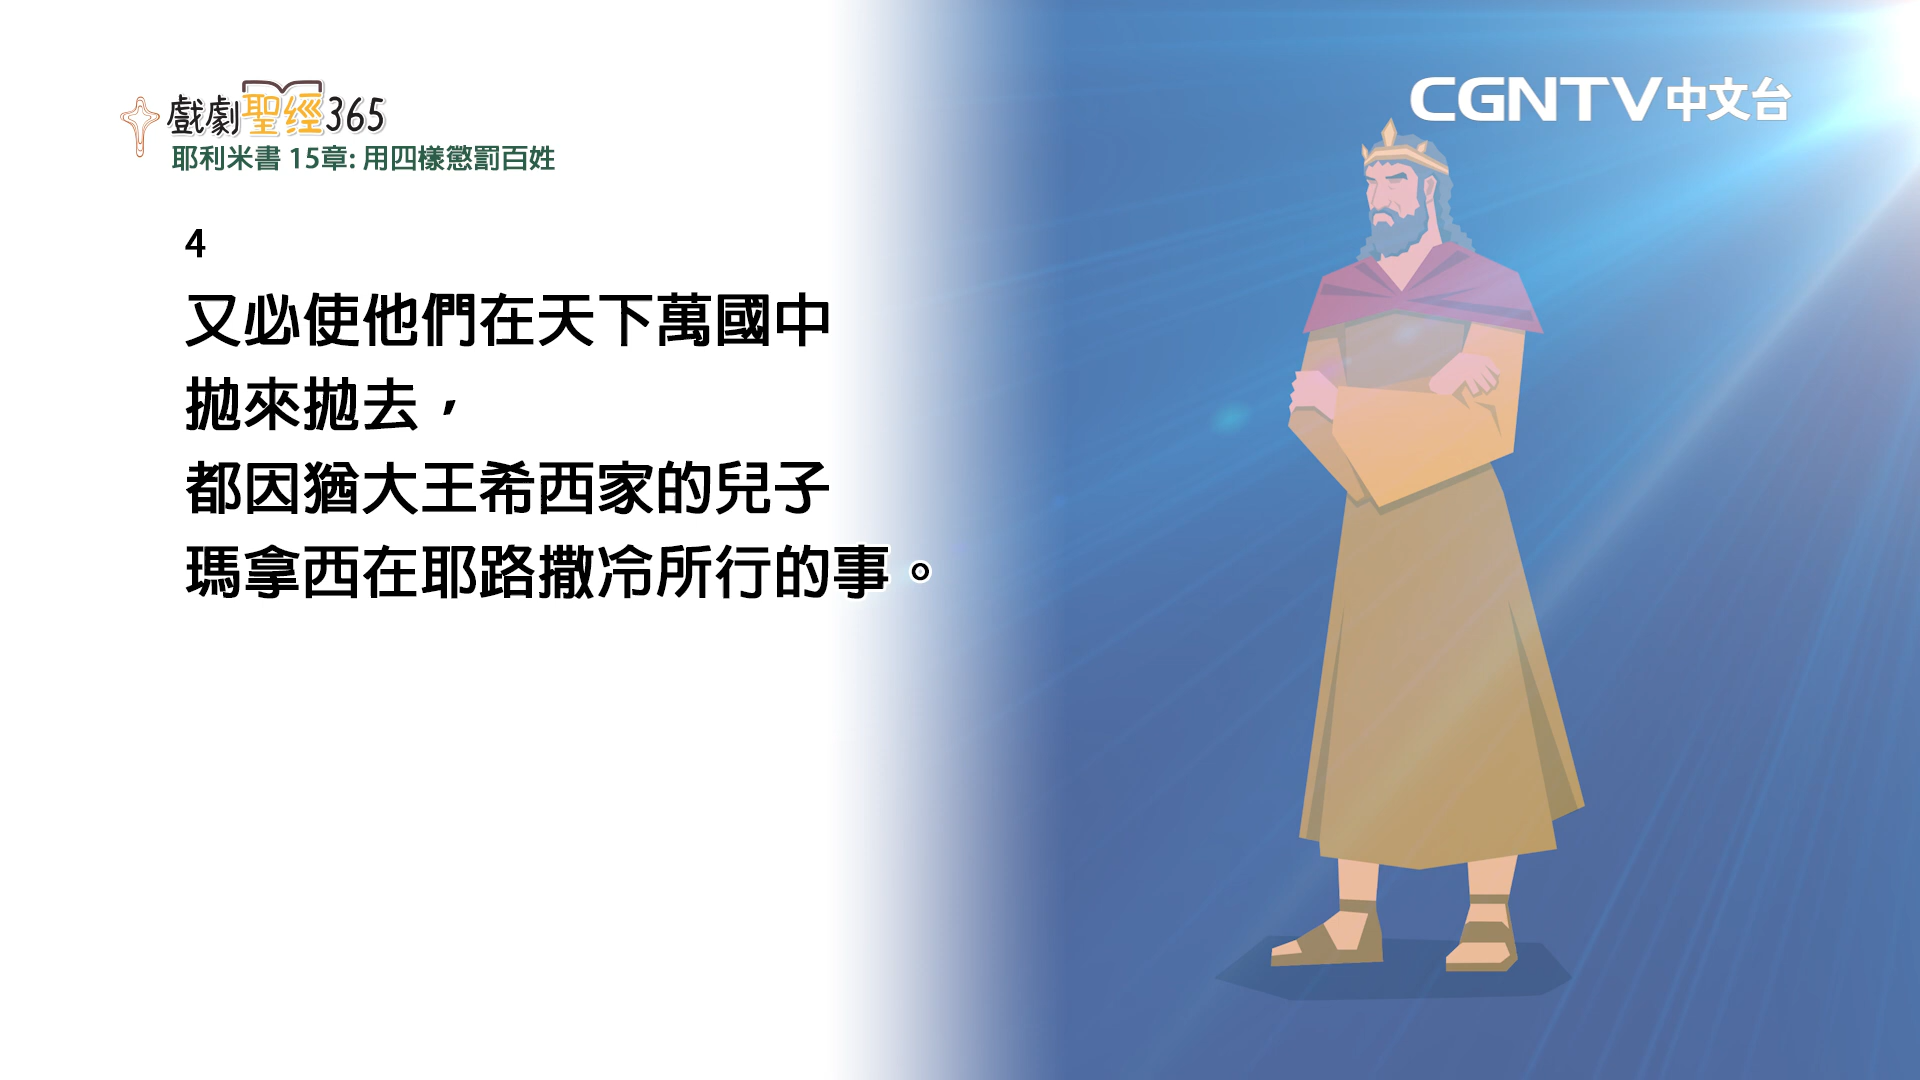 戲劇聖經365
CGNTV中文台
耶利米書 15章: 用四樣懲罰百姓
4
又必使他們在天下萬國中
拋來拋去，
都因猶大王希西家的兒子
瑪拿西在耶路撒冷所行的事。